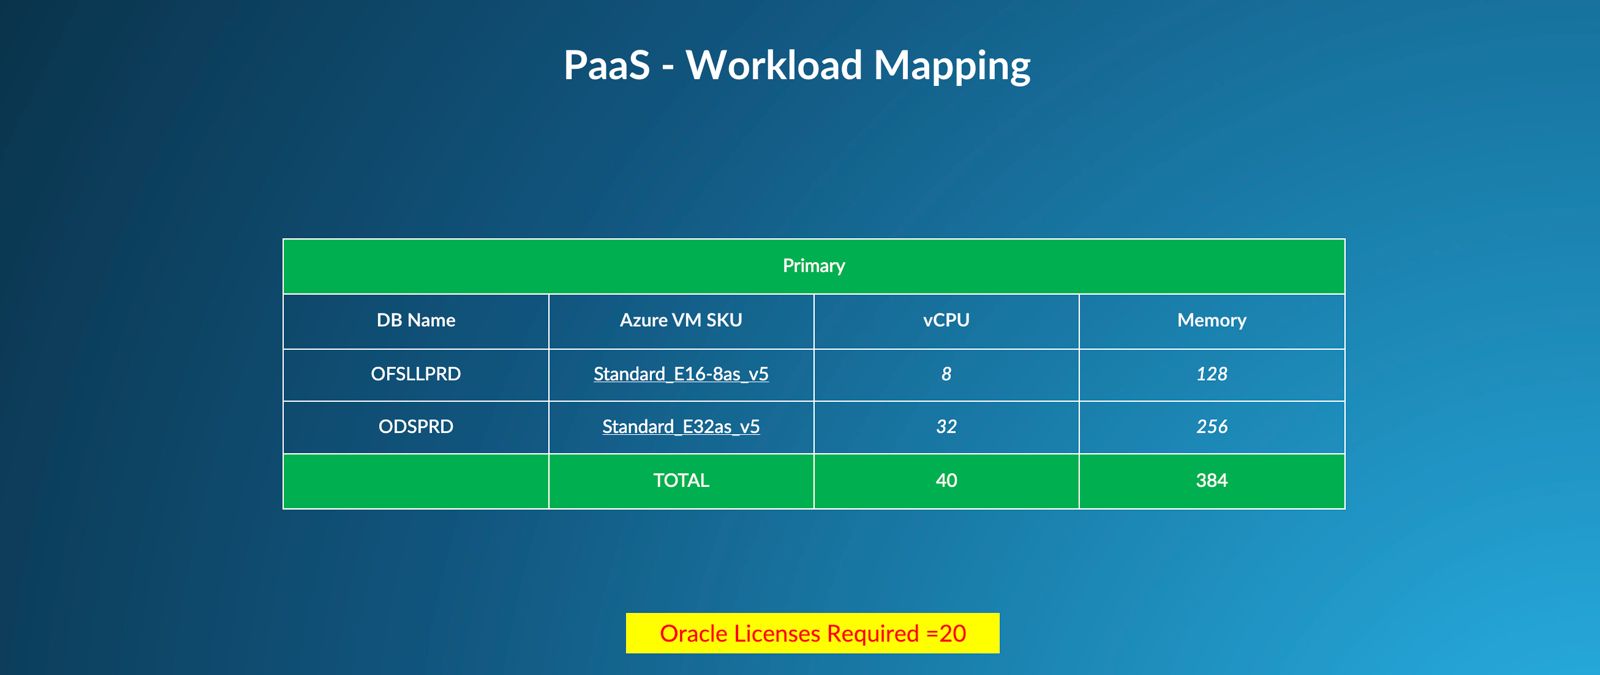 PaaS - Workload Mapping
Primary
DB Name Azure VM SKU vCPU Memory
OFSLLPRD Standard_E16-8as_v5 8 128
ODSPRD Standard_E32as_v5 32 256
TOTAL 40 384
Oracle Licenses Required =20